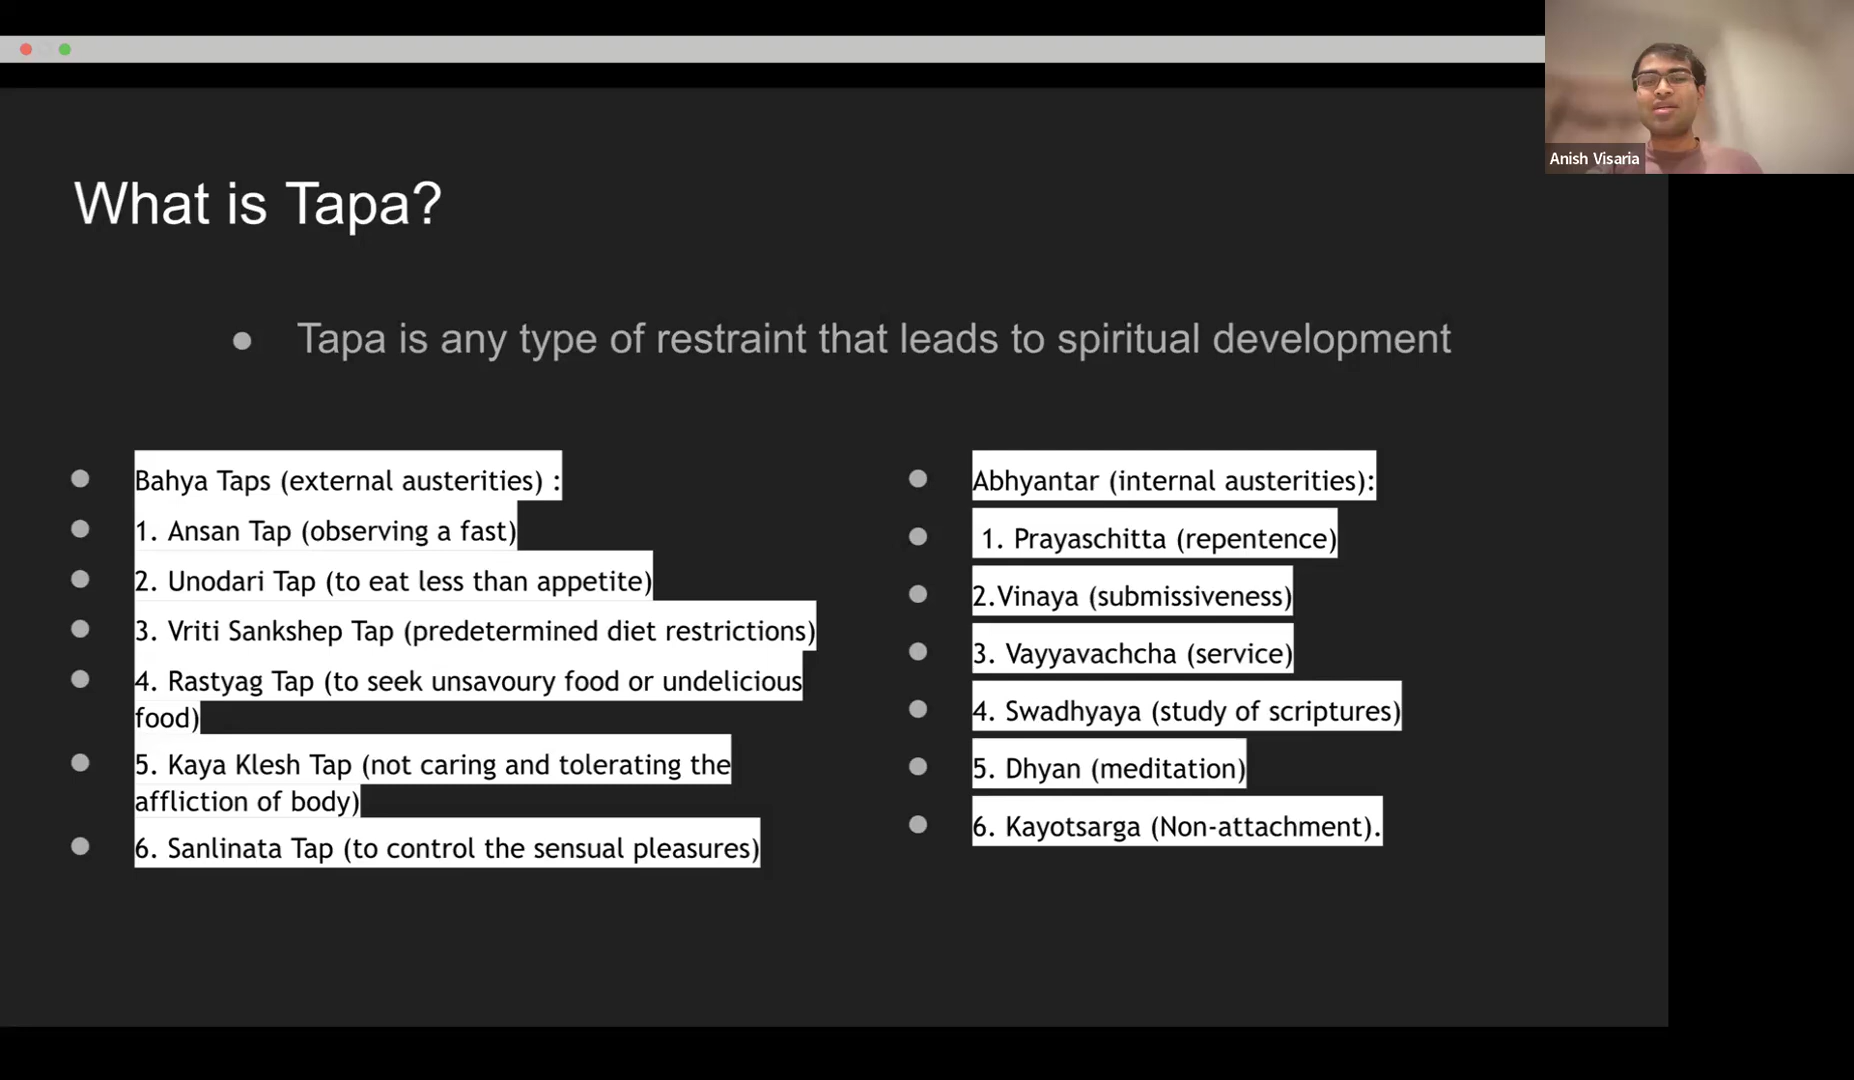 What is Tapa?
● Tapa is any type of restraint that leads to spiritual development
● Bahya Taps (external austerities) :
● 1. Ansan Tap (observing a fast)
● 2. Unodari Tap (to eat less than appetite)
● 3. Vriti Sankshep Tap (predetermined diet restrictions)
● 4. Rastyag Tap (to seek unsavoury food or undelicious
food)
● 5. Kaya Klesh Tap (not caring and tolerating the
affliction of body)
● 6. Sanlinata Tap (to control the sensual pleasures)
● Abhyantar (internal austerities):
● 1. Prayaschitta (repentence)
● 2.Vinaya (submissiveness)
● 3. Vayyavachcha (service)
● 4. Swadhyaya (study of scriptures)
● 5. Dhyan (meditation)
● 6. Kayotsarga (Non-attachment).
Anish Visaria